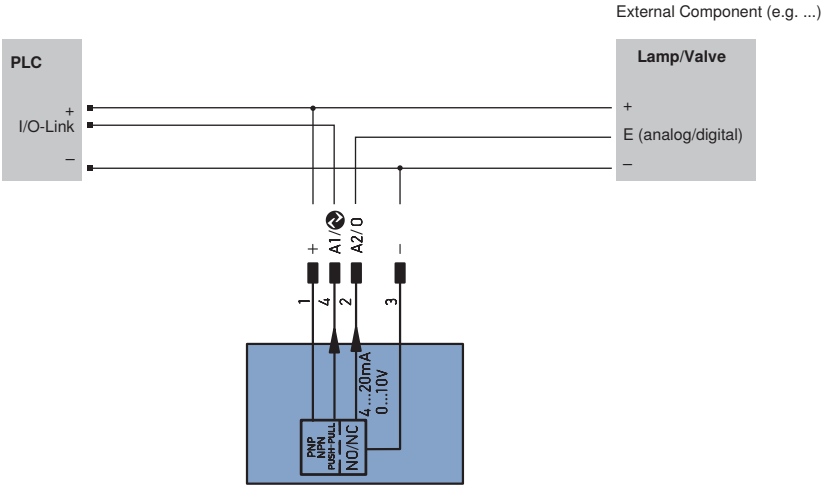 External Component (e.g. ...)
PLC
+
I/O-Link
–
Lamp/Valve
+
E (analog/digital)
–
+
A1/
A2/0
–
1
4
2
3
4...20mA
0...10V
PNP
NPN
PUSH-PULL
NO/NC